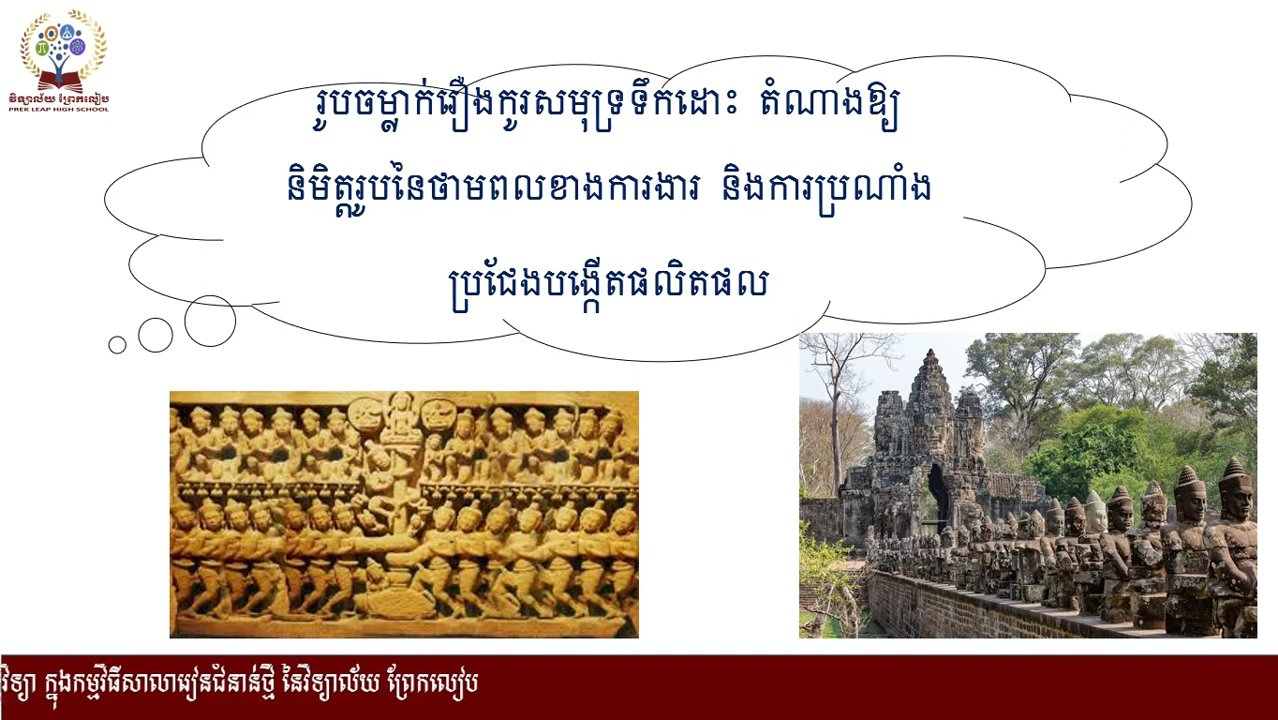 វិទ្យាល័យ ព្រែកលៀប
PREK LEAP HIGH SCHOOL
រូបចម្លាក់រឿងកូរសមុទ្រទឹកដោះ តំណាងឱ្យ
និមិត្តរូបនៃថាមពលខាងការងារ និងការប្រណាំង
ប្រជែងបង្កើតផលិតផល
វិទ្យា ក្នុងកម្មវិធីសាលារៀនជំនាន់ថ្មី នៃវិទ្យាល័យ ព្រែកលៀប